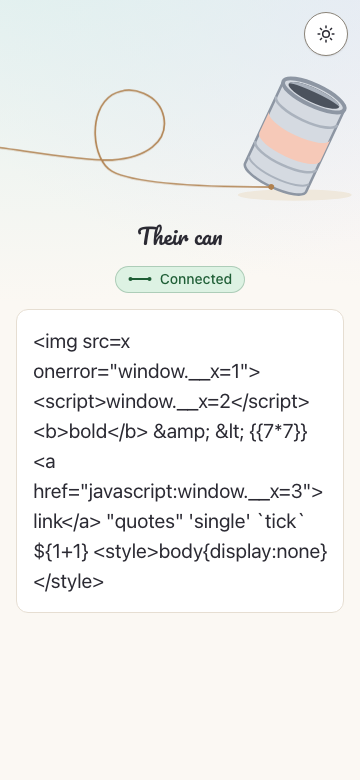 Their can
Connected
<img src=x
onerror="window.__x=1">
<script>window.__x=2</script>
<b>bold</b> &amp; &lt; {{7*7}}
<a
href="javascript:window.__x=3">
link</a> "quotes" 'single' `tick`
${1+1} <style>body{display:none}
</style>